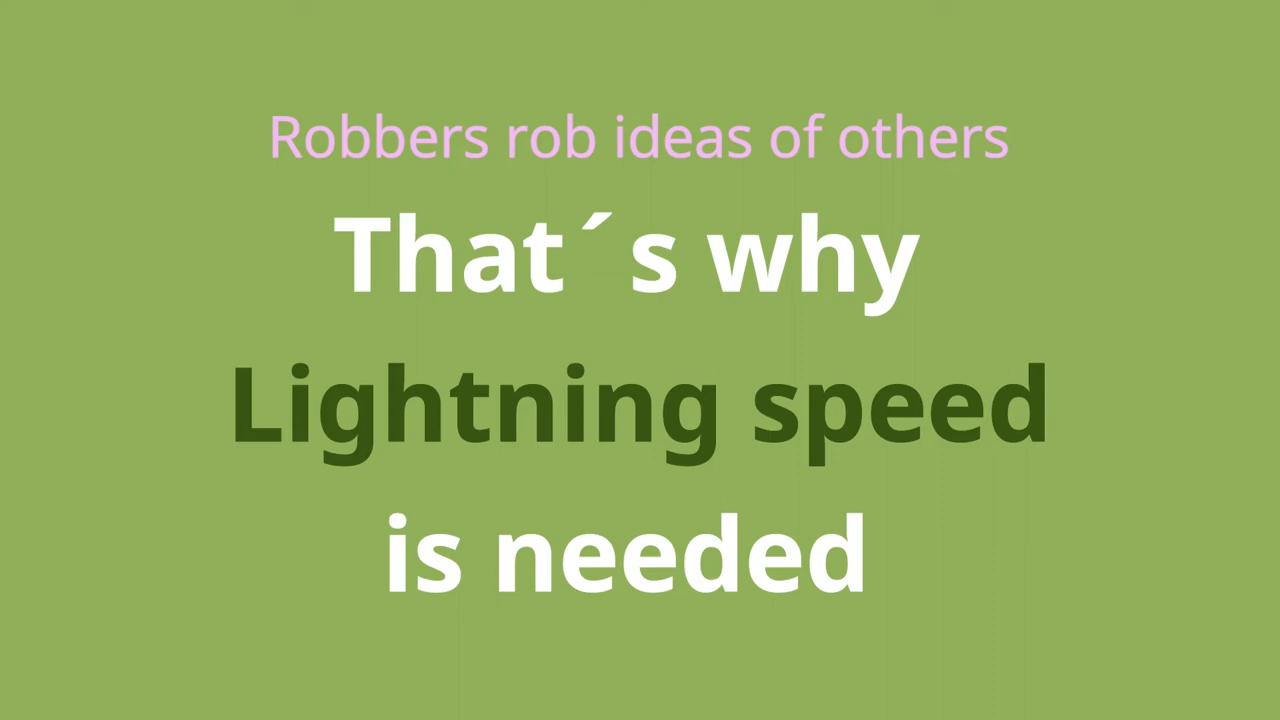 Robbers rob ideas of others
That´s why
Lightning speed
is needed